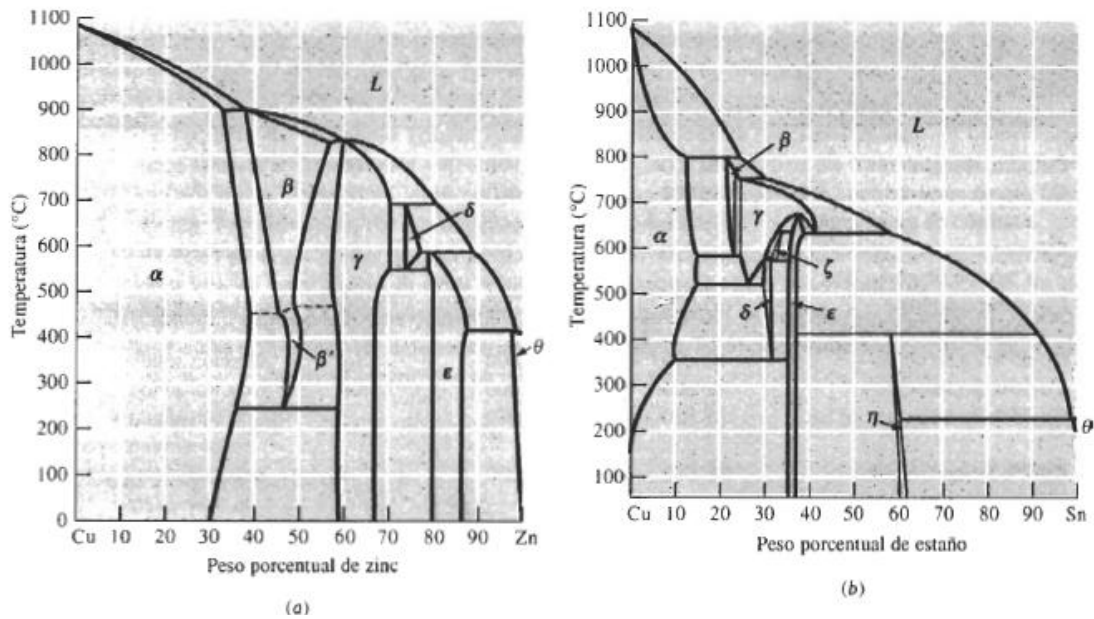 1100
1000
900
800
700
600
500
400
300
200
100
0
Temperatura (°C)
L
β
δ
α
γ
β'
ε
θ
Cu 10 20 30 40 50 60 70 80 90 Zn
Peso porcentual de zinc
(a)
1100
1000
900
800
700
600
500
400
300
200
100
Temperatura (°C)
L
β
γ
α
ζ
δ
ε
η
θ
Cu 10 20 30 40 50 60 70 80 90 Sn
Peso porcentual de estaño
(b)